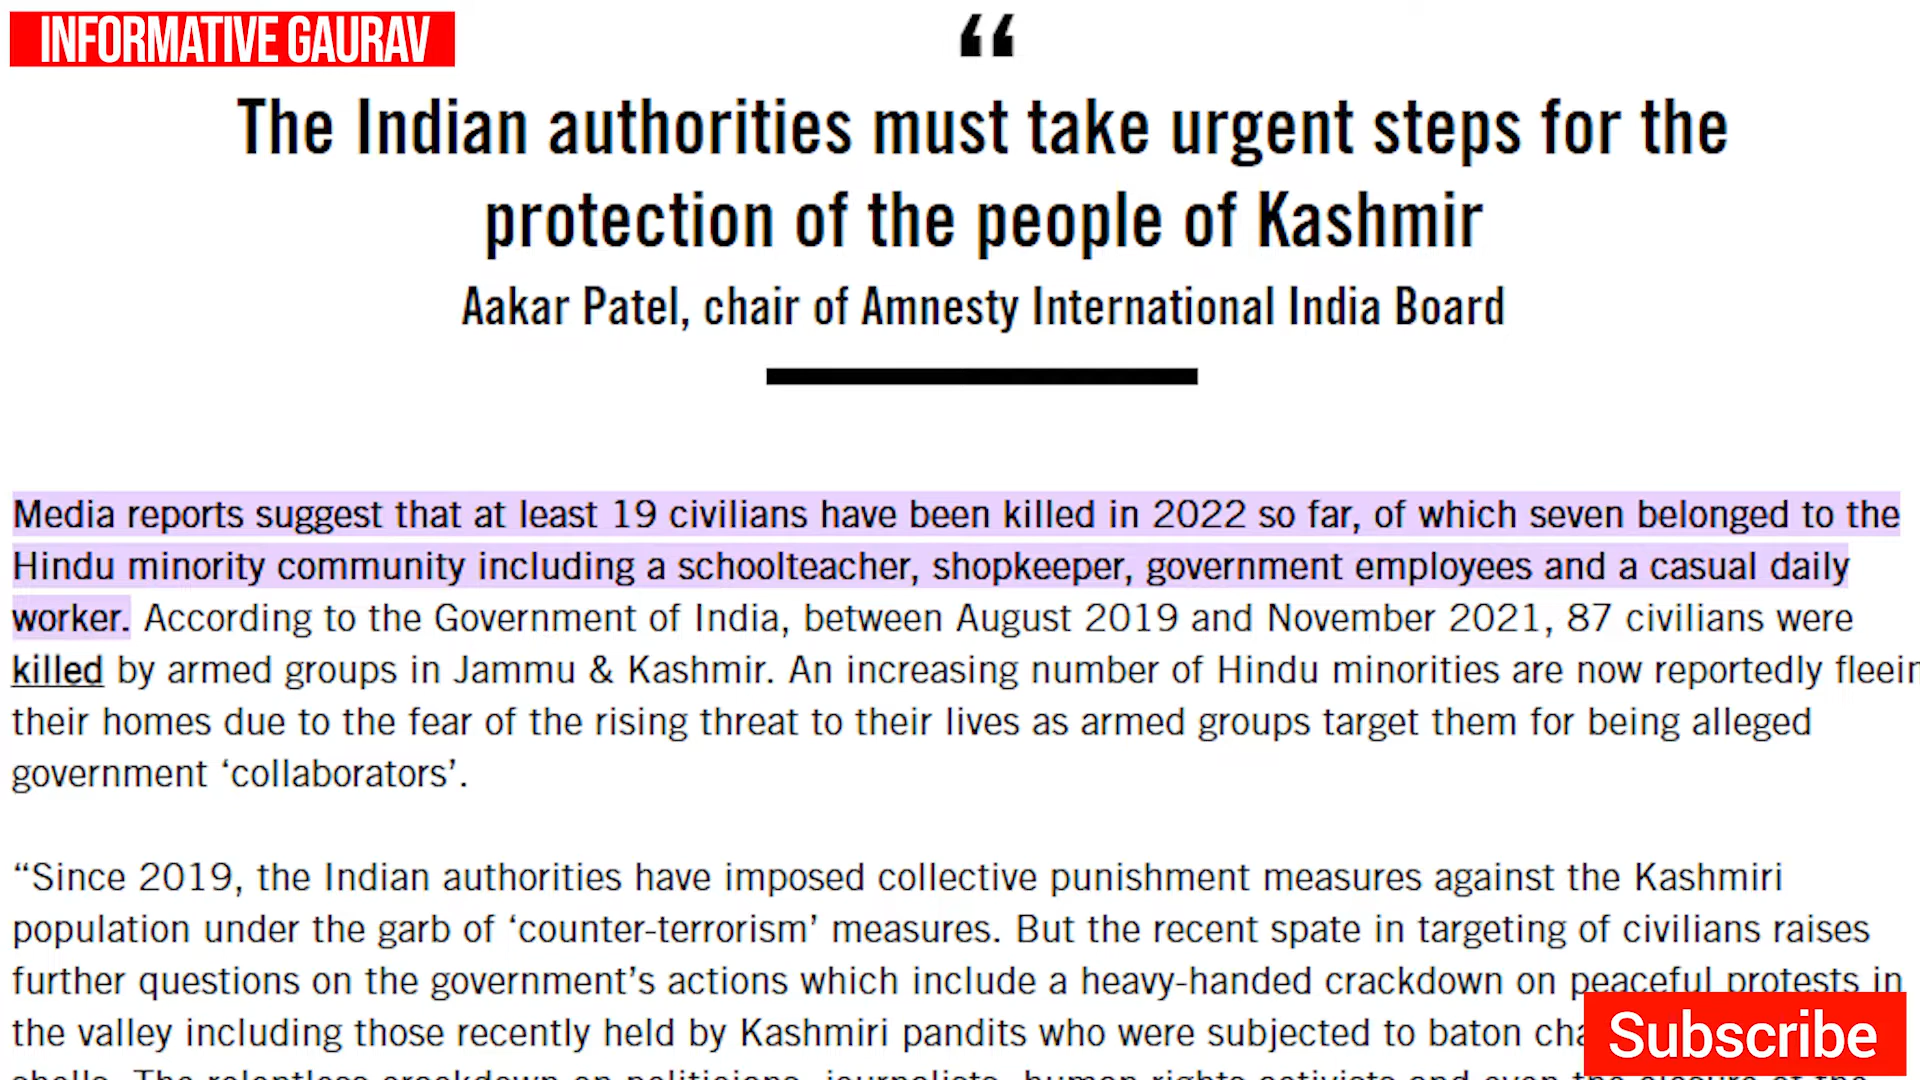 INFORMATIVE GAURAV
“
The Indian authorities must take urgent steps for the
protection of the people of Kashmir
Aakar Patel, chair of Amnesty International India Board
Media reports suggest that at least 19 civilians have been killed in 2022 so far, of which seven belonged to the
Hindu minority community including a schoolteacher, shopkeeper, government employees and a casual daily
worker. According to the Government of India, between August 2019 and November 2021, 87 civilians were
killed by armed groups in Jammu & Kashmir. An increasing number of Hindu minorities are now reportedly fleein
their homes due to the fear of the rising threat to their lives as armed groups target them for being alleged
government ‘collaborators’.
“Since 2019, the Indian authorities have imposed collective punishment measures against the Kashmiri
population under the garb of ‘counter-terrorism’ measures. But the recent spate in targeting of civilians raises
further questions on the government’s actions which include a heavy-handed crackdown on peaceful protests in
the valley including those recently held by Kashmiri pandits who were subjected to baton cha
Subscribe